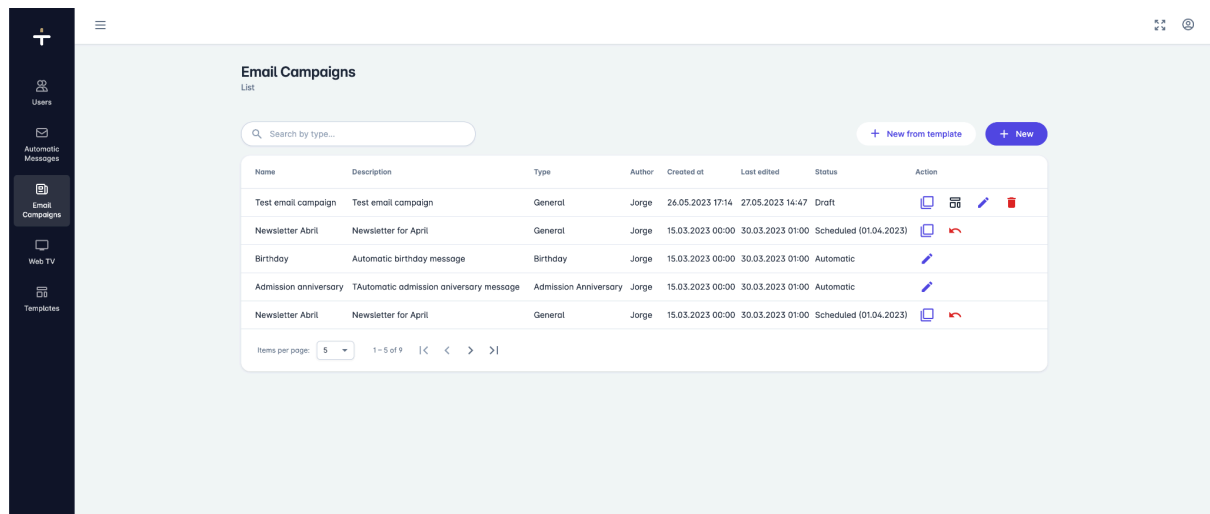 Email Campaigns
List
Users
Automatic
Messages
Email
Campaigns
Web TV
Templates
Search by type...
+ New from template
+ New
Name Description Type Author Created at Last edited Status Action
Test email campaign Test email campaign General Jorge 26.05.2023 17:14 27.05.2023 14:47 Draft
Newsletter Abril Newsletter for April General Jorge 15.03.2023 00:00 30.03.2023 01:00 Scheduled (01.04.2023)
Birthday Automatic birthday message Birthday Jorge 15.03.2023 00:00 30.03.2023 01:00 Automatic
Admission anniversary TAutomatic admission aniversary message Admission Anniversary Jorge 15.03.2023 00:00 30.03.2023 01:00 Automatic
Newsletter Abril Newsletter for April General Jorge 15.03.2023 00:00 30.03.2023 01:00 Scheduled (01.04.2023)
Items per page: 5 1 – 5 of 9